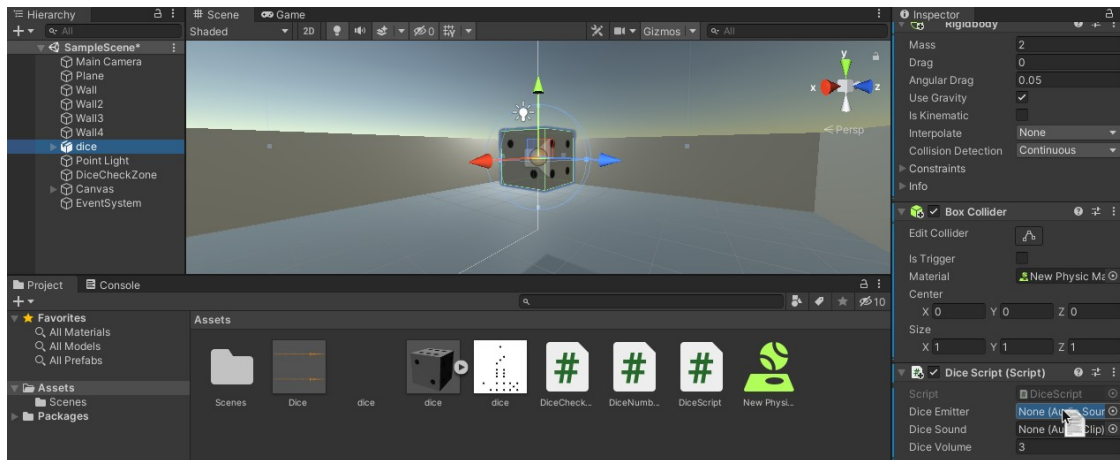 Hierarchy
All
SampleScene*
Main Camera
Plane
Wall
Wall2
Wall3
Wall4
dice
Point Light
DiceCheckZone
Canvas
EventSystem
Scene
Game
Shaded
2D
0
Gizmos
All
y
x
z
Persp
Inspector
Rigidbody
Mass
2
Drag
0
Angular Drag
0.05
Use Gravity
Is Kinematic
Interpolate
None
Collision Detection
Continuous
Constraints
Info
Box Collider
Edit Collider
Is Trigger
Material
New Physic Ma
Center
X 0 Y 0 Z 0
Size
X 1 Y 1 Z 1
Dice Script (Script)
Script
DiceScript
Dice Emitter
None (Au Sour
Dice Sound
None (Au Clip)
Dice Volume
3
Project
Console
10
Favorites
All Materials
All Models
All Prefabs
Assets
Scenes
Packages
Assets
Scenes
Dice
dice
dice
dice
DiceCheck...
DiceNumb...
DiceScript
New Physi...